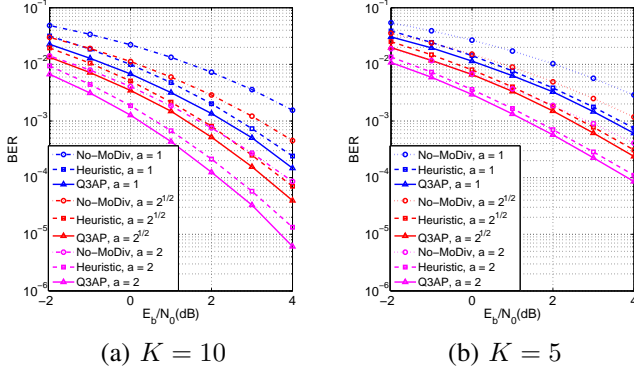 10^-1
10^-2
10^-3
10^-4
10^-5
10^-6
BER
No−MoDiv, a = 1
Heuristic, a = 1
Q3AP, a = 1
No−MoDiv, a = 2^1/2
Heuristic, a = 2^1/2
Q3AP, a = 2^1/2
No−MoDiv, a = 2
Heuristic, a = 2
Q3AP, a = 2
−2 0 2 4
E_b/N_0(dB)
(a) K = 10
10^-1
10^-2
10^-3
10^-4
10^-5
10^-6
BER
No−MoDiv, a = 1
Heuristic, a = 1
Q3AP, a = 1
No−MoDiv, a = 2^1/2
Heuristic, a = 2^1/2
Q3AP, a = 2^1/2
No−MoDiv, a = 2
Heuristic, a = 2
Q3AP, a = 2
−2 0 2 4
E_b/N_0(dB)
(b) K = 5